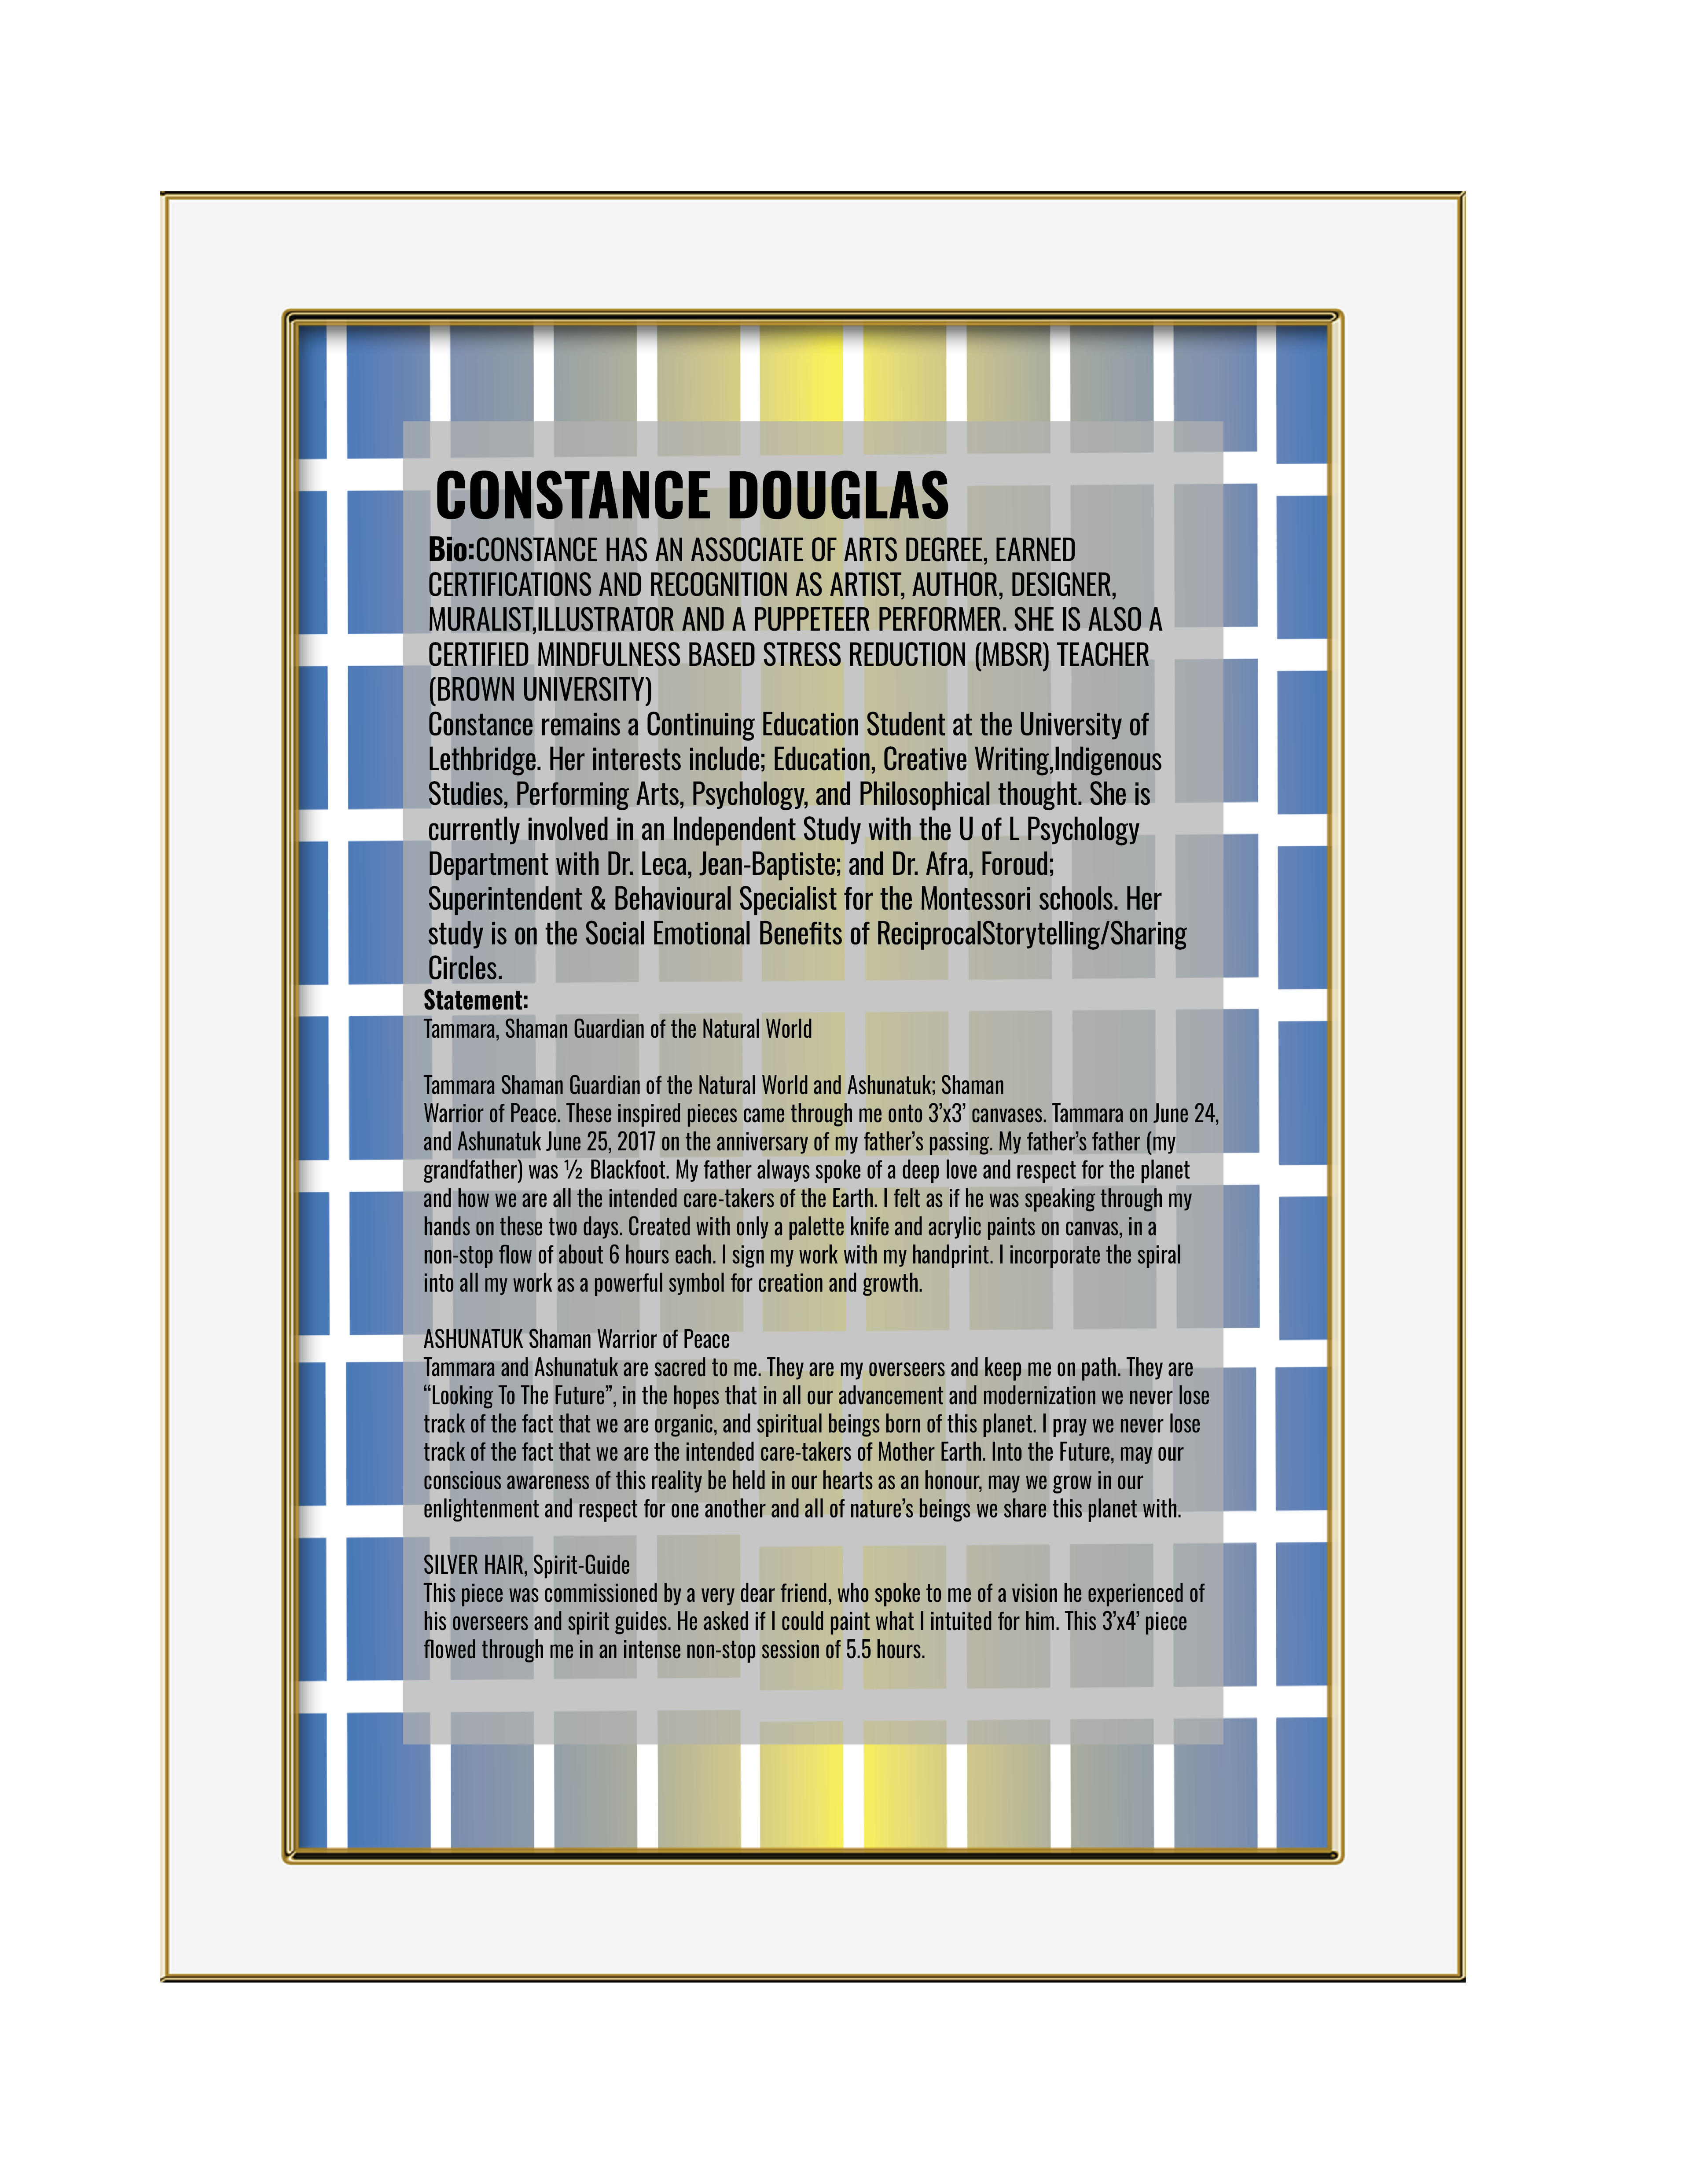 CONSTANCE DOUGLAS
Bio:CONSTANCE HAS AN ASSOCIATE OF ARTS DEGREE, EARNED
CERTIFICATIONS AND RECOGNITION AS ARTIST, AUTHOR, DESIGNER,
MURALIST,ILLUSTRATOR AND A PUPPETEER PERFORMER. SHE IS ALSO A
CERTIFIED MINDFULNESS BASED STRESS REDUCTION (MBSR) TEACHER
(BROWN UNIVERSITY)
Constance remains a Continuing Education Student at the University of
Lethbridge. Her interests include; Education, Creative Writing,Indigenous
Studies, Performing Arts, Psychology, and Philosophical thought. She is
currently involved in an Independent Study with the U of L Psychology
Department with Dr. Leca, Jean-Baptiste; and Dr. Afra, Foroud;
Superintendent & Behavioural Specialist for the Montessori schools. Her
study is on the Social Emotional Benefits of ReciprocalStorytelling/Sharing
Circles.
Statement:
Tammara, Shaman Guardian of the Natural World
Tammara Shaman Guardian of the Natural World and Ashunatuk; Shaman
Warrior of Peace. These inspired pieces came through me onto 3’x3’ canvases. Tammara on June 24,
and Ashunatuk June 25, 2017 on the anniversary of my father’s passing. My father’s father (my
grandfather) was ½ Blackfoot. My father always spoke of a deep love and respect for the planet
and how we are all the intended care-takers of the Earth. I felt as if he was speaking through my
hands on these two days. Created with only a palette knife and acrylic paints on canvas, in a
non-stop flow of about 6 hours each. I sign my work with my handprint. I incorporate the spiral
into all my work as a powerful symbol for creation and growth.
ASHUNATUK Shaman Warrior of Peace
Tammara and Ashunatuk are sacred to me. They are my overseers and keep me on path. They are
“Looking To The Future”, in the hopes that in all our advancement and modernization we never lose
track of the fact that we are organic, and spiritual beings born of this planet. I pray we never lose
track of the fact that we are the intended care-takers of Mother Earth. Into the Future, may our
conscious awareness of this reality be held in our hearts as an honour, may we grow in our
enlightenment and respect for one another and all of nature’s beings we share this planet with.
SILVER HAIR, Spirit-Guide
This piece was commissioned by a very dear friend, who spoke to me of a vision he experienced of
his overseers and spirit guides. He asked if I could paint what I intuited for him. This 3’x4’ piece
flowed through me in an intense non-stop session of 5.5 hours.